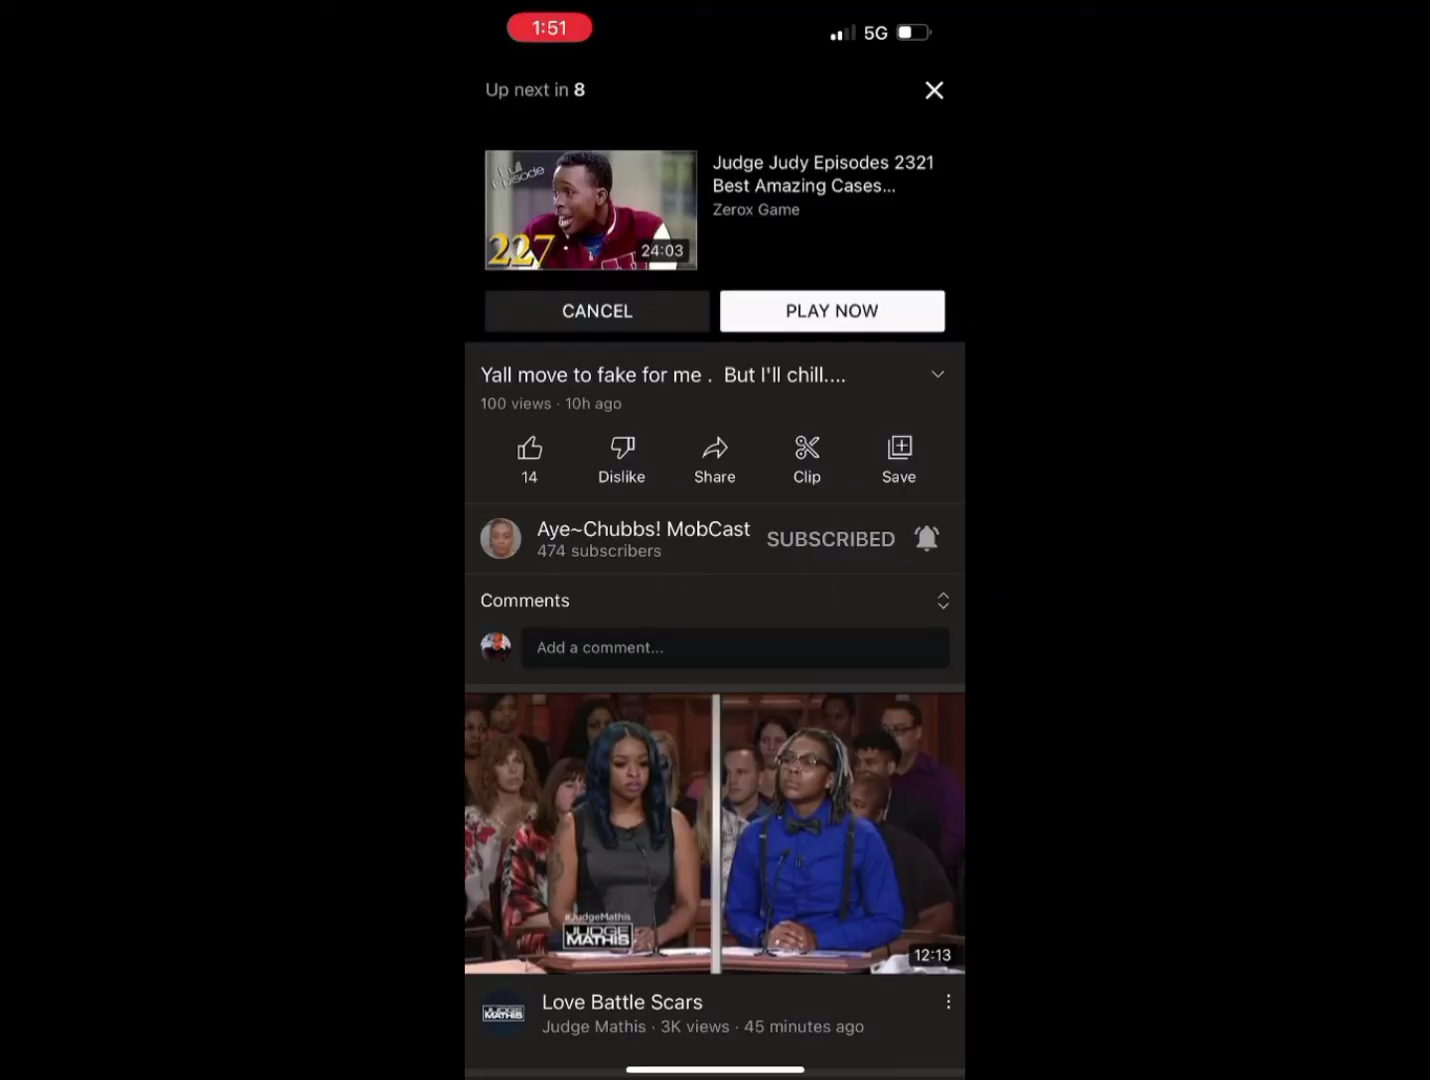 1:51
5G
Up next in 8
Full
Episode
227
24:03
Judge Judy Episodes 2321
Best Amazing Cases...
Zerox Game
CANCEL
PLAY NOW
Yall move to fake for me .  But I'll chill....
100 views · 10h ago
14
Dislike
Share
Clip
Save
Aye~Chubbs! MobCast
474 subscribers
SUBSCRIBED
Comments
Add a comment...
#JudgeMathis
JUDGE
MATHIS
12:13
JUDGE
MATHIS
Love Battle Scars
Judge Mathis · 3K views · 45 minutes ago